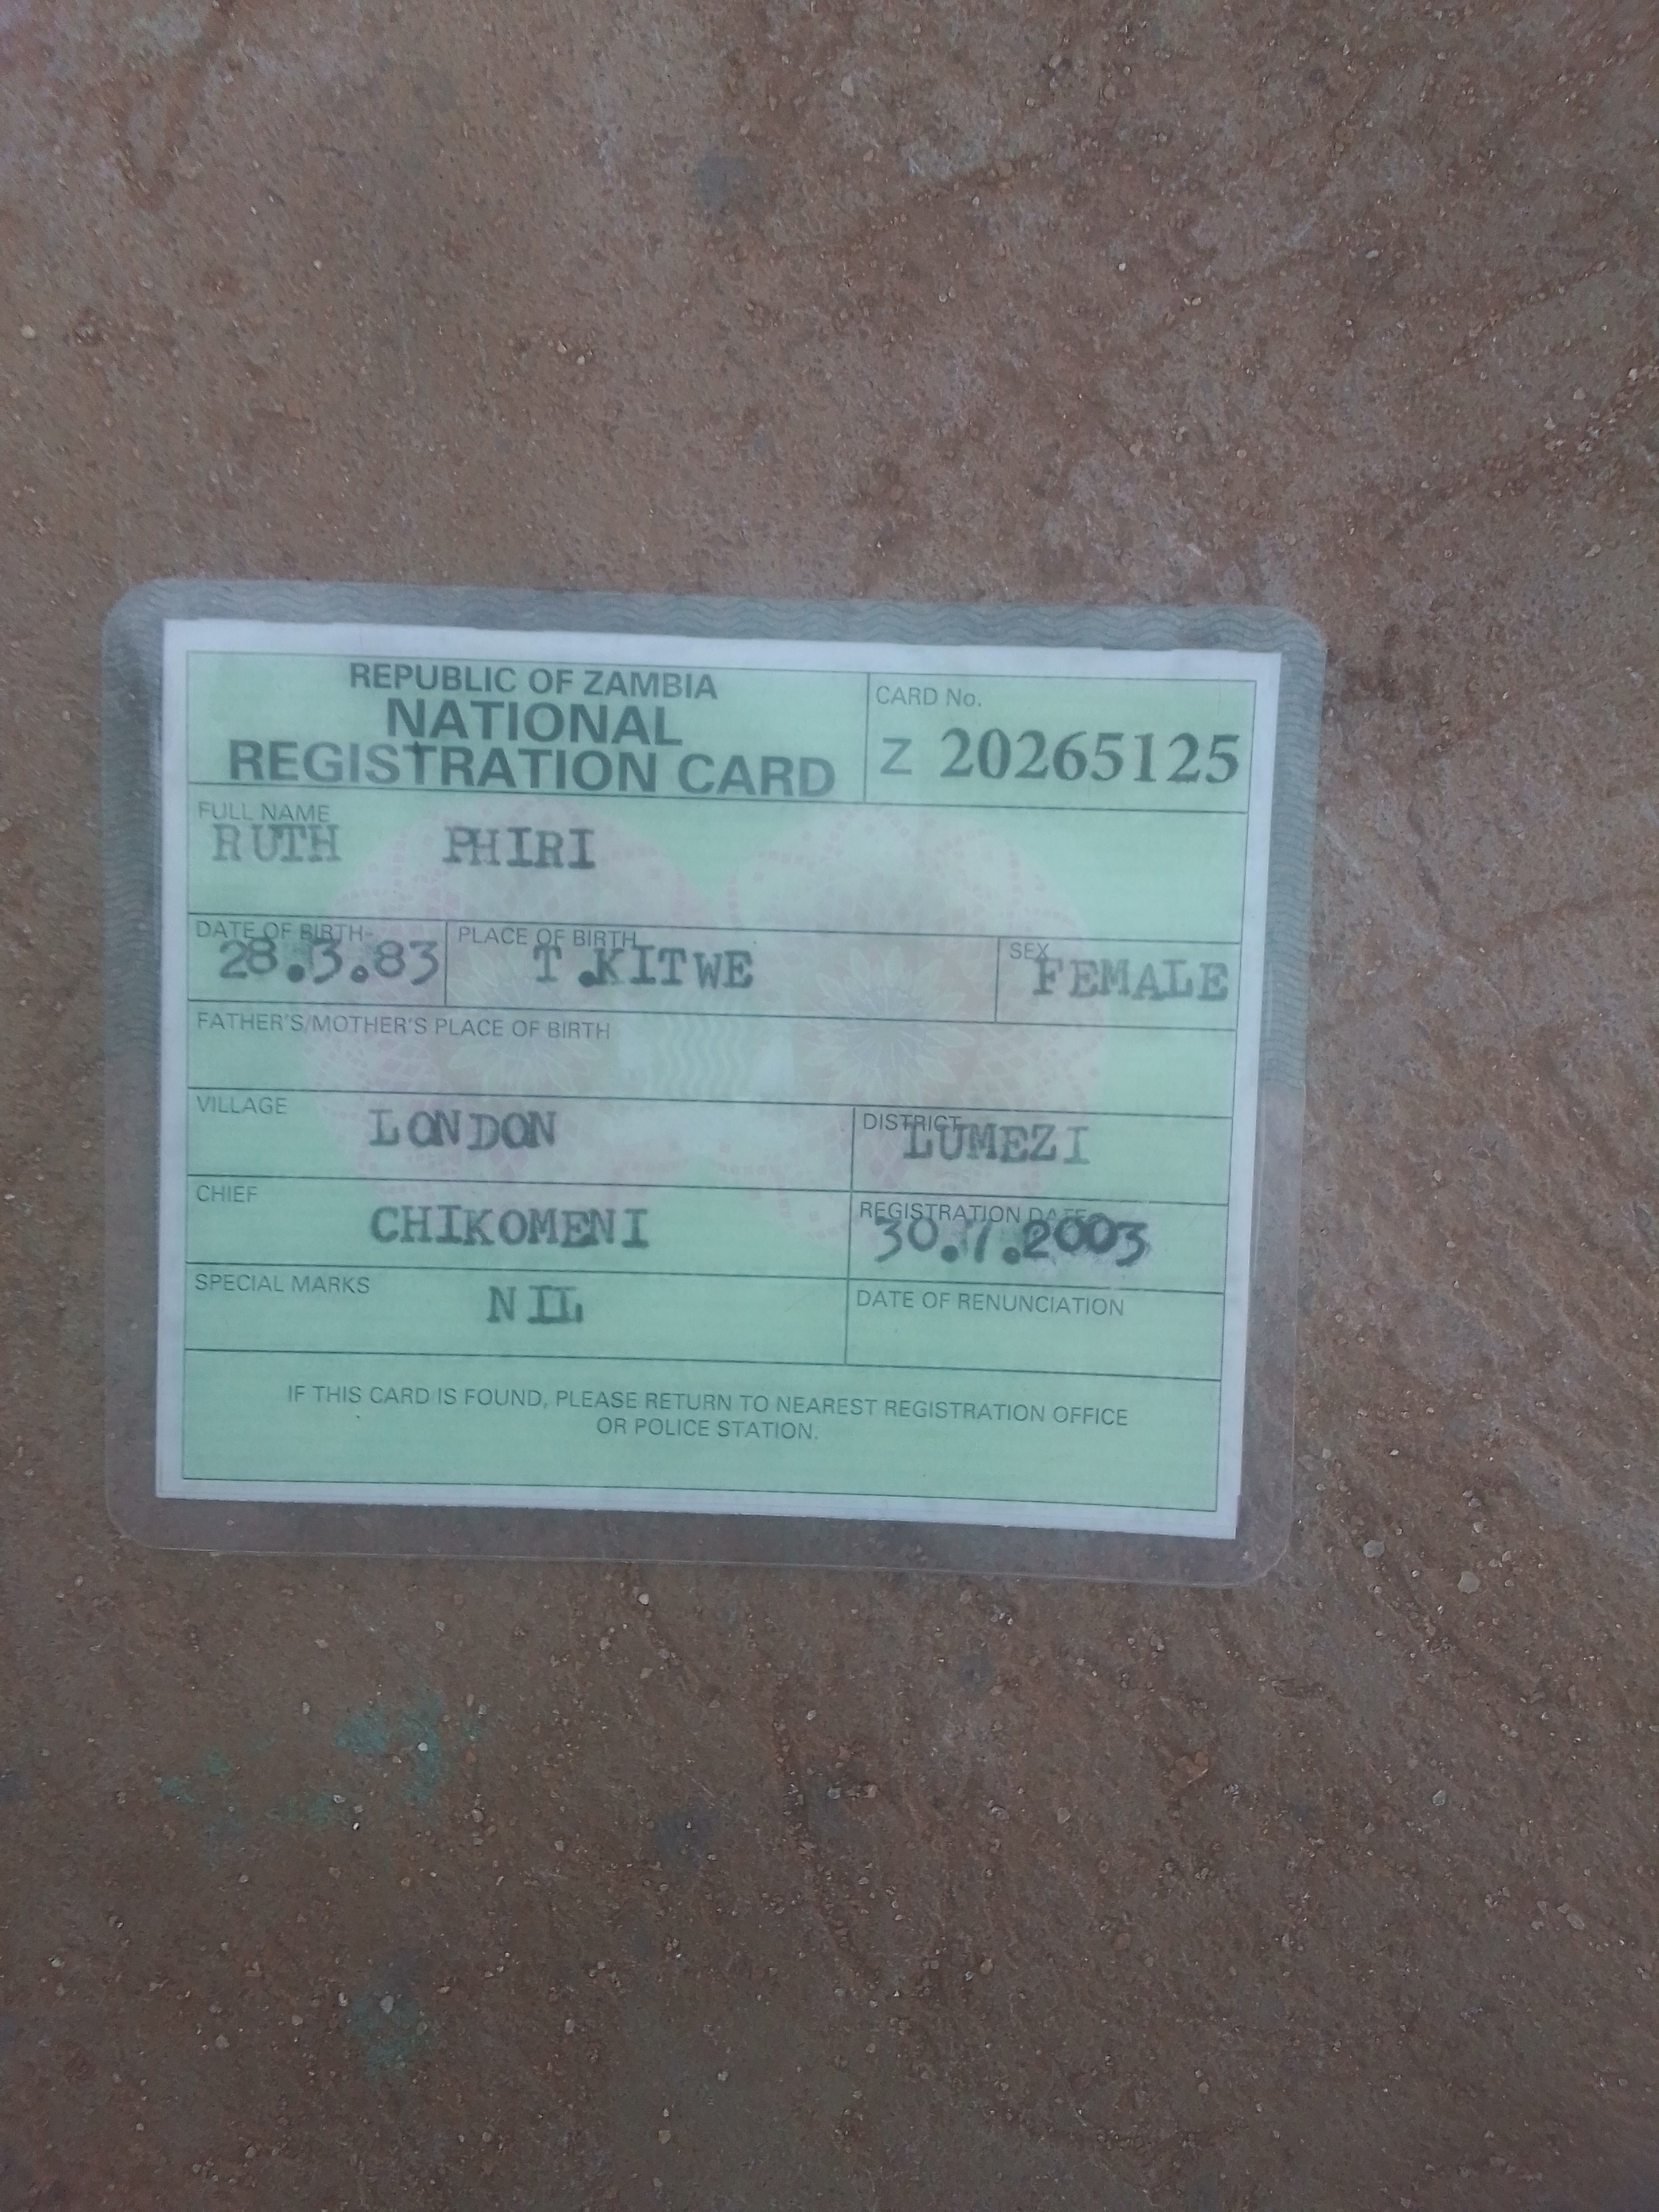 REPUBLIC OF ZAMBIA
NATIONAL
REGISTRATION CARD
CARD No.
Z 20265125
FULL NAME
RUTH PHIRI
DATE OF BIRTH
28.3.83
PLACE OF BIRTH
T.KITWE
SEX
FEMALE
FATHER'S/MOTHER'S PLACE OF BIRTH
VILLAGE
LONDON
DISTRICT
LUMEZI
CHIEF
CHIKOMENI
REGISTRATION DATE
30.7.2003
SPECIAL MARKS
NIL
DATE OF RENUNCIATION
IF THIS CARD IS FOUND, PLEASE RETURN TO NEAREST REGISTRATION OFFICE
OR POLICE STATION.